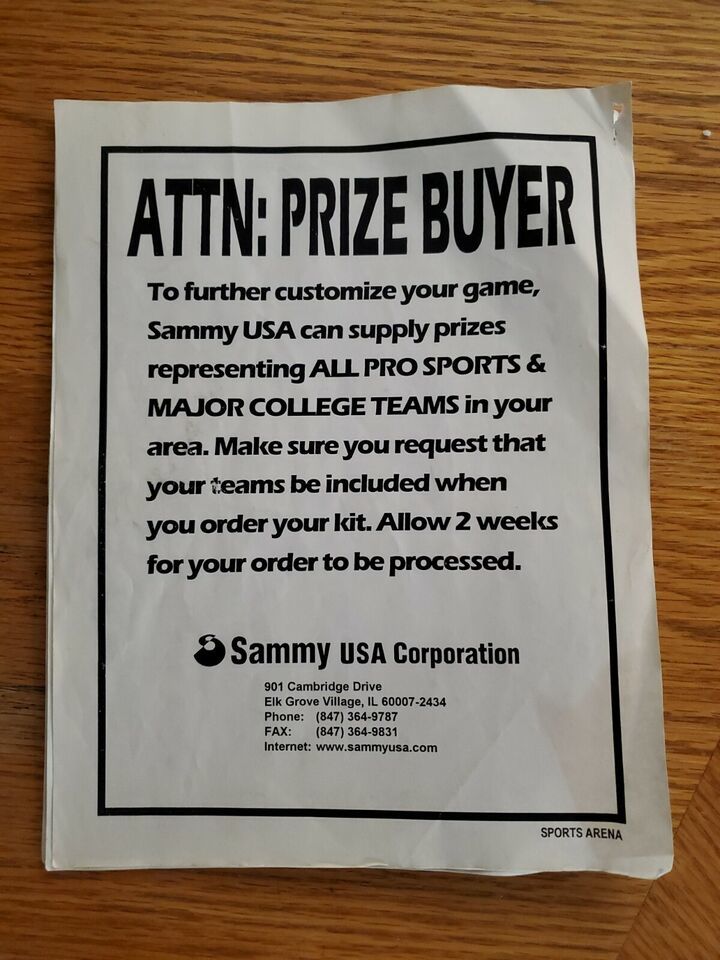 ATTN: PRIZE BUYER
To further customize your game,
Sammy USA can supply prizes
representing ALL PRO SPORTS &
MAJOR COLLEGE TEAMS in your
area. Make sure you request that
your teams be included when
you order your kit. Allow 2 weeks
for your order to be processed.
Sammy USA Corporation
901 Cambridge Drive
Elk Grove Village, IL 60007-2434
Phone: (847) 364-9787
FAX: (847) 364-9831
Internet: www.sammyusa.com
SPORTS ARENA